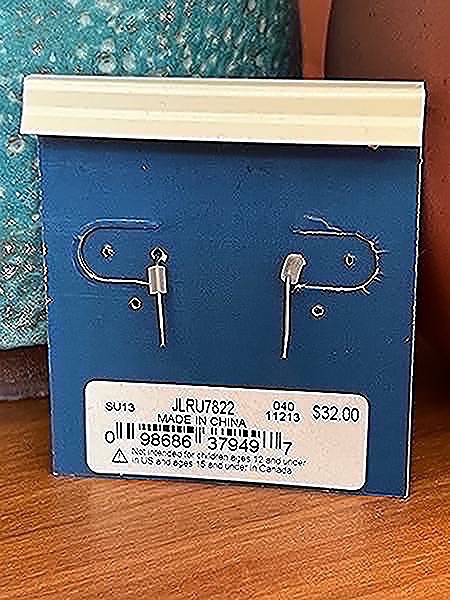 SU13 JLRU7822 040 $32.00
MADE IN CHINA 11213
0 98686 37949 7
Not intended for children ages 12 and under
in US and ages 15 and under in Canada